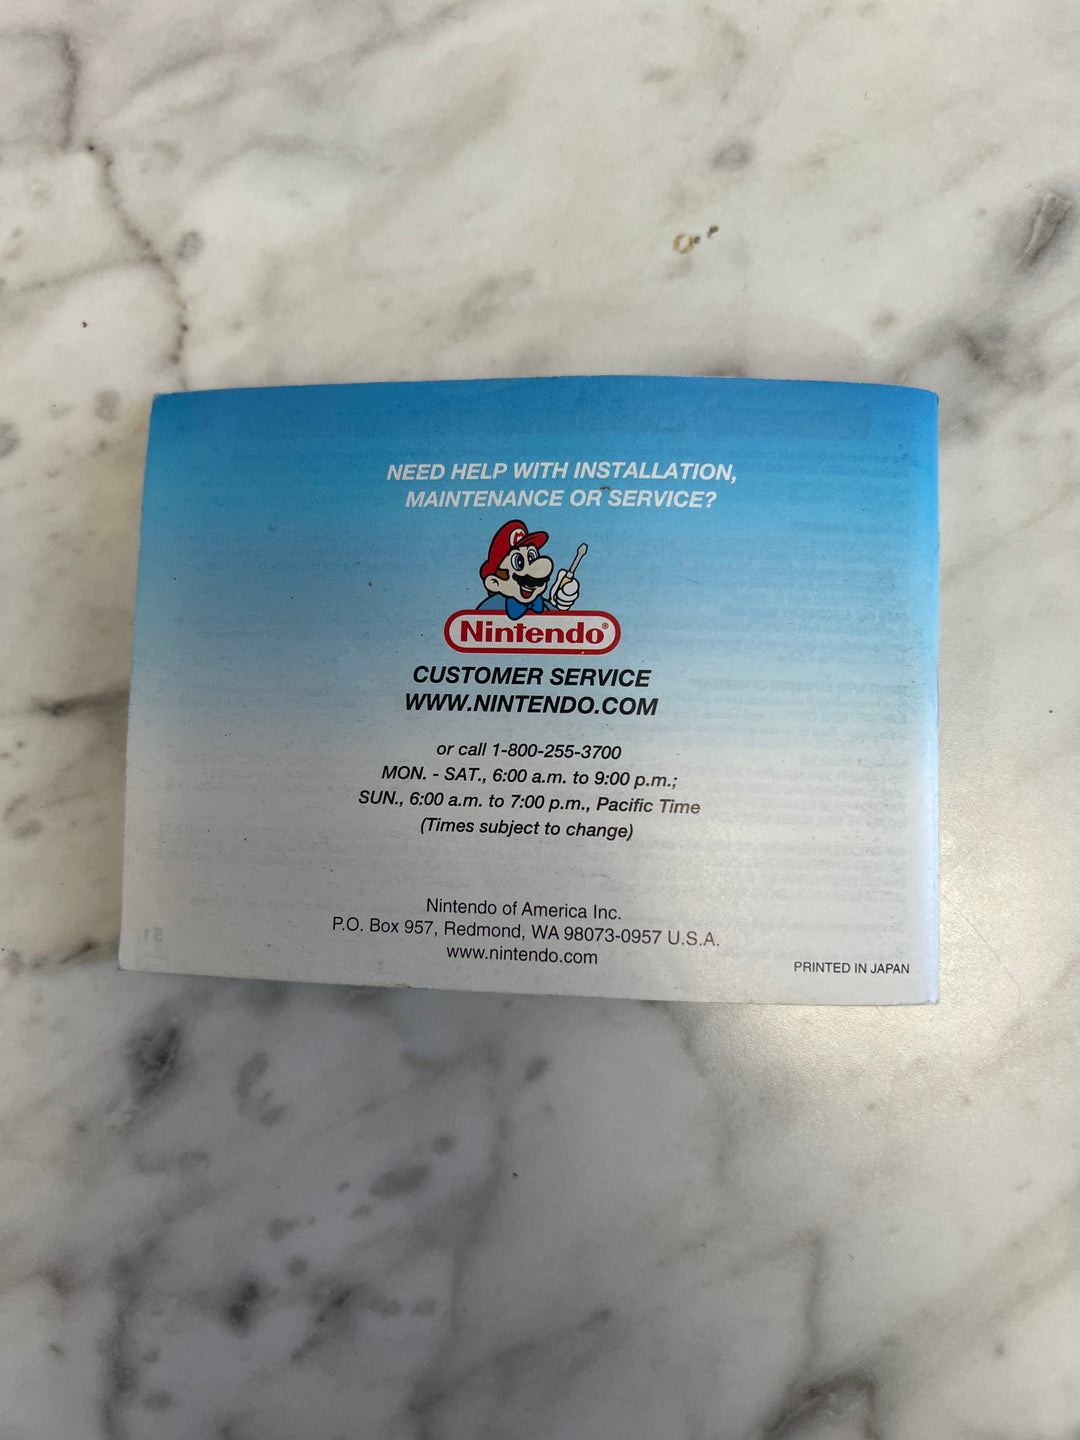 NEED HELP WITH INSTALLATION,
MAINTENANCE OR SERVICE?
M
Nintendo®
CUSTOMER SERVICE
WWW.NINTENDO.COM
or call 1-800-255-3700
MON. - SAT., 6:00 a.m. to 9:00 p.m.;
SUN., 6:00 a.m. to 7:00 p.m., Pacific Time
(Times subject to change)
Nintendo of America Inc.
P.O. Box 957, Redmond, WA 98073-0957 U.S.A.
www.nintendo.com
PRINTED IN JAPAN